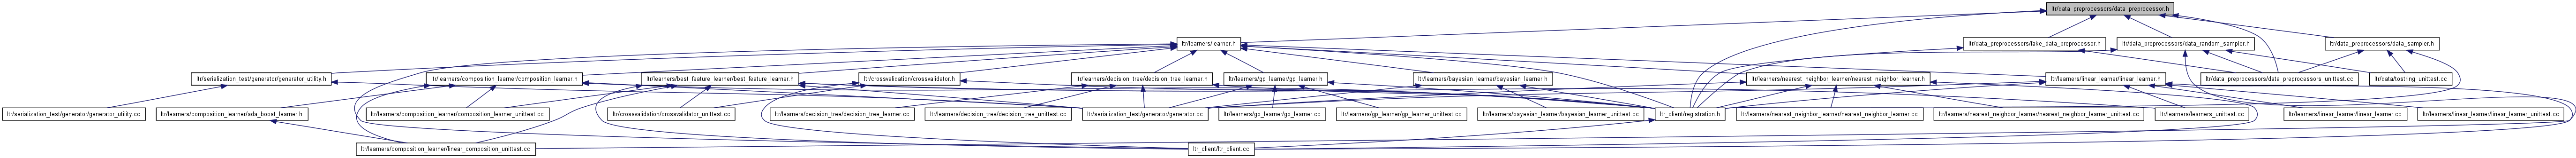 ltr/data_preprocessors/data_preprocessor.h
ltr/learners/learner.h
ltr/data_preprocessors/fake_data_preprocessor.h
ltr/data_preprocessors/data_random_sampler.h
ltr/data_preprocessors/data_sampler.h
ltr/serialization_test/generator/generator_utility.h
ltr/learners/composition_learner/composition_learner.h
ltr/learners/best_feature_learner/best_feature_learner.h
ltr/crossvalidation/crossvalidator.h
ltr/learners/decision_tree/decision_tree_learner.h
ltr/learners/gp_learner/gp_learner.h
ltr/learners/bayesian_learner/bayesian_learner.h
ltr/learners/nearest_neighbor_learner/nearest_neighbor_learner.h
ltr/learners/linear_learner/linear_learner.h
ltr/data_preprocessors/data_preprocessors_unittest.cc
ltr/data/tostring_unittest.cc
ltr/serialization_test/generator/generator_utility.cc
ltr/learners/composition_learner/ada_boost_learner.h
ltr/learners/composition_learner/composition_learner_unittest.cc
ltr/crossvalidation/crossvalidator_unittest.cc
ltr/learners/decision_tree/decision_tree_learner.cc
ltr/learners/decision_tree/decision_tree_unittest.cc
ltr/serialization_test/generator/generator.cc
ltr/learners/gp_learner/gp_learner.cc
ltr/learners/gp_learner/gp_learner_unittest.cc
ltr/learners/bayesian_learner/bayesian_learner_unittest.cc
ltr_client/registration.h
ltr/learners/nearest_neighbor_learner/nearest_neighbor_learner.cc
ltr/learners/nearest_neighbor_learner/nearest_neighbor_learner_unittest.cc
ltr/learners/learners_unittest.cc
ltr/learners/linear_learner/linear_learner.cc
ltr/learners/linear_learner/linear_learner_unittest.cc
ltr/learners/composition_learner/linear_composition_unittest.cc
ltr_client/ltr_client.cc